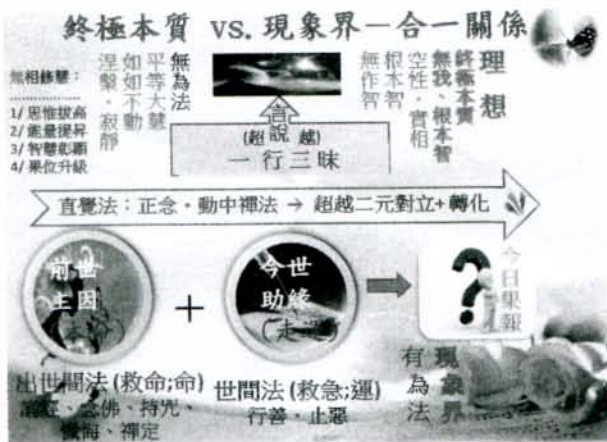 終極本質 VS. 現象界－合一關係
無相修慧：
1/ 思惟拔高
2/ 能量提昇
3/ 智慧彰顯
4/ 果位升級
無為法
平等大慧
如如不動
涅槃・寂靜
理想
終極本質
無我、根本智
空性・實相
根本智
無作智
言說
(超越)
一行三昧
直覺法：正念・動中禪法 → 超越二元對立+轉化
前世
主因
+
今世
助緣
(走運)
?
今日果報
出世間法 (救命;命)
誦經、念佛、持咒、
懺悔、禪定
世間法 (救急;運)
行善・止惡
現象界
有為法